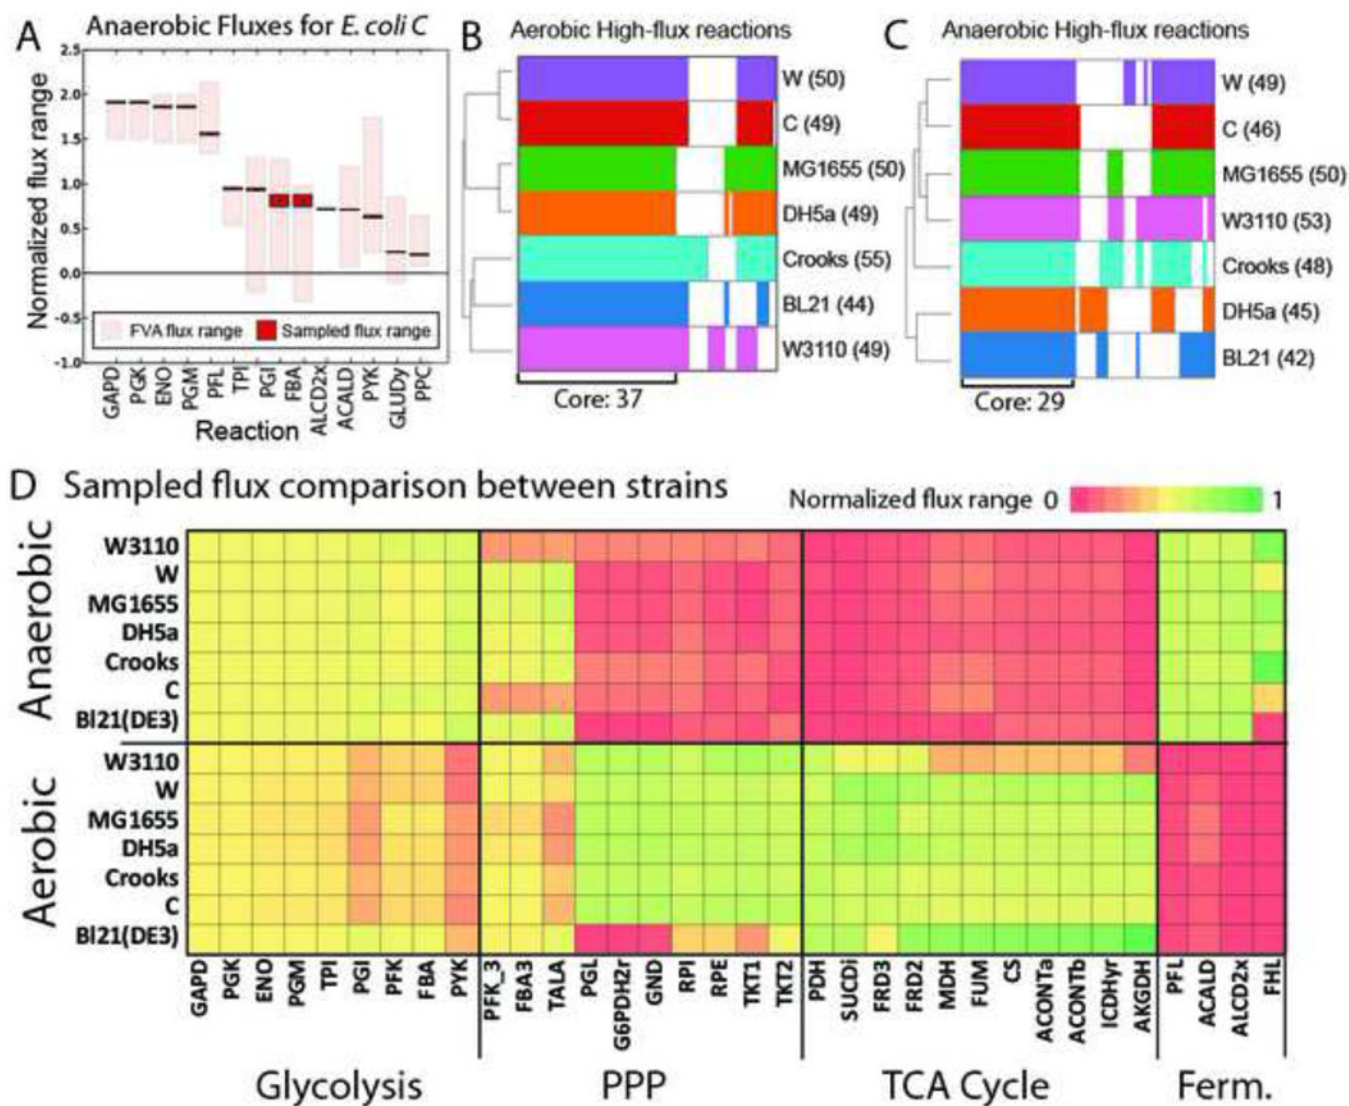 A Anaerobic Fluxes for E. coli C
Normalized flux range
2.5
2.0
1.5
1.0
0.5
0.0
-0.5
-1.0
FVA flux range
Sampled flux range
GAPD
PGK
ENO
PGM
PFL
TPI
PGI
FBA
ALCD2x
ACALD
PYK
GLUDy
PPC
Reaction
B Aerobic High-flux reactions
W (50)
C (49)
MG1655 (50)
DH5a (49)
Crooks (55)
BL21 (44)
W3110 (49)
Core: 37
C Anaerobic High-flux reactions
W (49)
C (46)
MG1655 (50)
W3110 (53)
Crooks (48)
DH5a (45)
BL21 (42)
Core: 29
D Sampled flux comparison between strains
Normalized flux range 0 1
Anaerobic
W3110
W
MG1655
DH5a
Crooks
C
Bl21(DE3)
Aerobic
W3110
W
MG1655
DH5a
Crooks
C
Bl21(DE3)
GAPD
PGK
ENO
PGM
TPI
PGI
PFK
FBA
PYK
PFK_3
FBA3
TALA
PGL
G6PDH2r
GND
RPI
RPE
TKT1
TKT2
PDH
SUCDi
FRD3
FRD2
MDH
FUM
CS
ACONTa
ACONTb
ICDHyr
AKGDH
PFL
ACALD
ALCD2x
FHL
Glycolysis
PPP
TCA Cycle
Ferm.